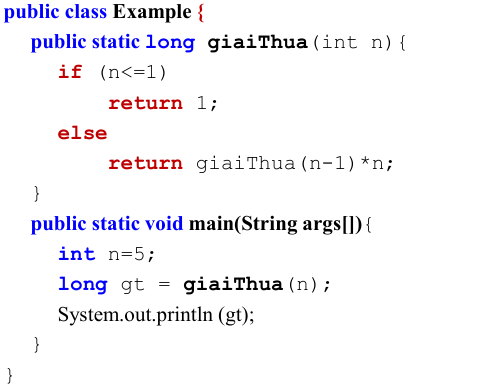 public class Example {
public static long giaiThua(int n){
if (n<=1)
return 1;
else
return giaiThua(n-1)*n;
}
public static void main(String args[]){
int n=5;
long gt = giaiThua(n);
System.out.println (gt);
}
}